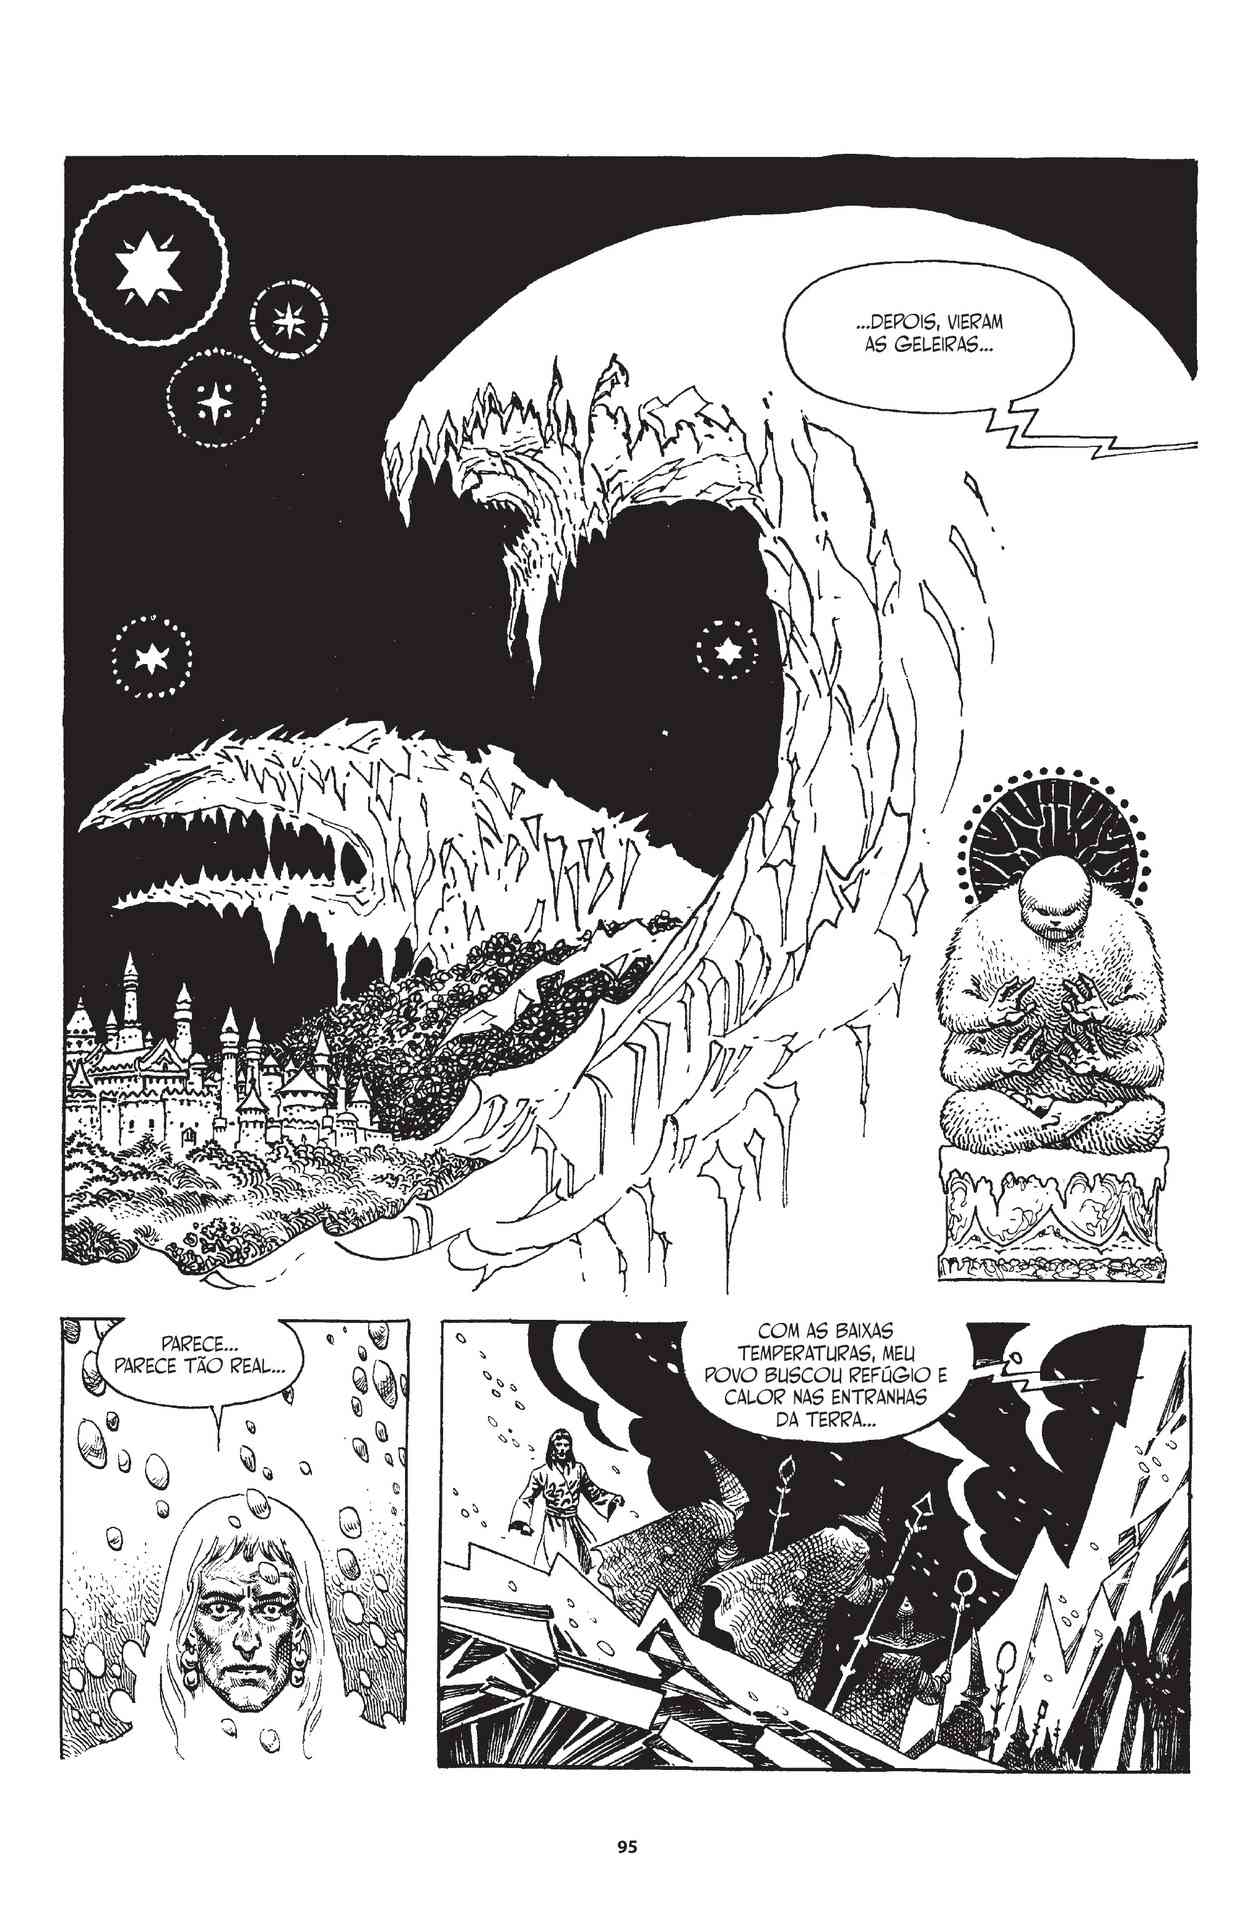 ...DEPOIS, VIERAM
AS GELEIRAS...
PARECE...
PARECE TÃO REAL...
COM AS BAIXAS
TEMPERATURAS, MEU
POVO BUSCOU REFÚGIO E
CALOR NAS ENTRANHAS
DA TERRA...
95